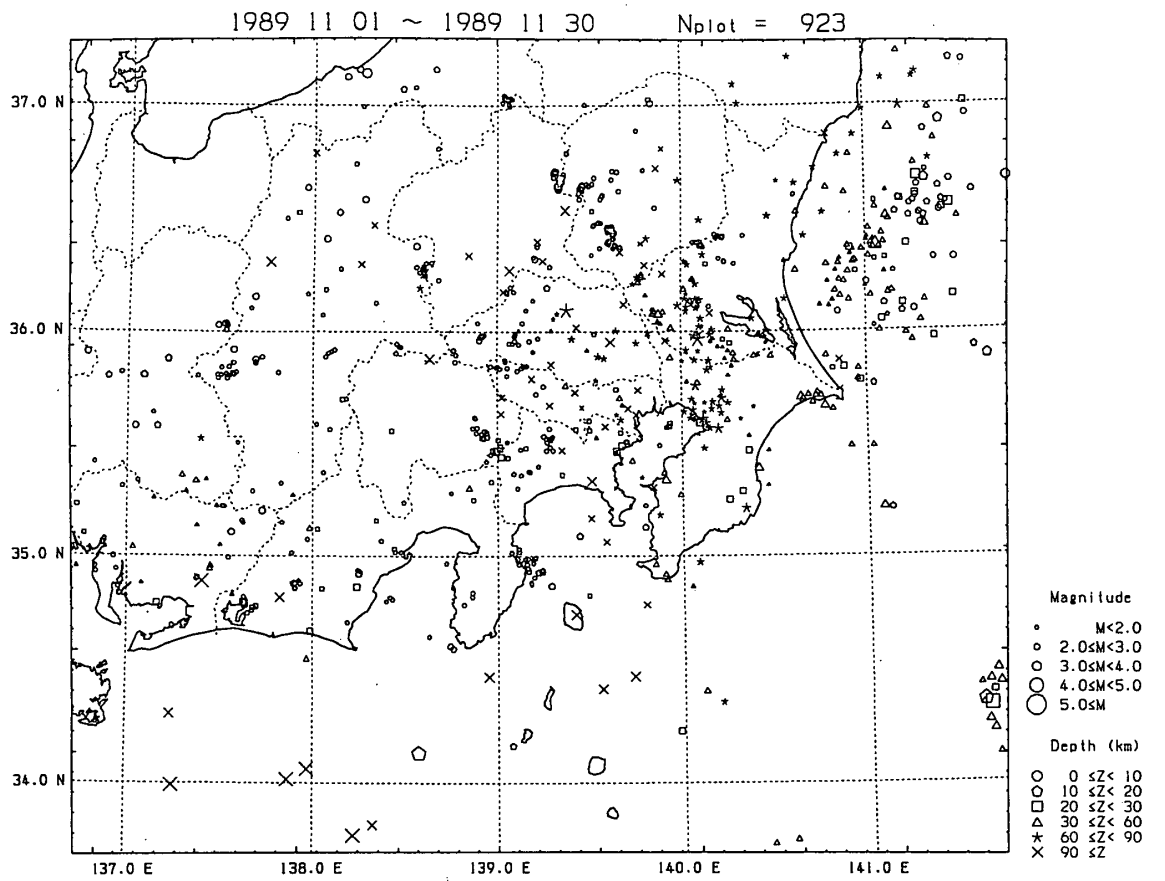 1989 11 01 ~ 1989 11 30 Nplot = 923
37.0 N
36.0 N
35.0 N
34.0 N
137.0 E 138.0 E 139.0 E 140.0 E 141.0 E
Magnitude
M<2.0
2.0≤M<3.0
3.0≤M<4.0
4.0≤M<5.0
5.0≤M
Depth (km)
0 ≤Z< 10
10 ≤Z< 20
20 ≤Z< 30
30 ≤Z< 60
60 ≤Z< 90
90 ≤Z